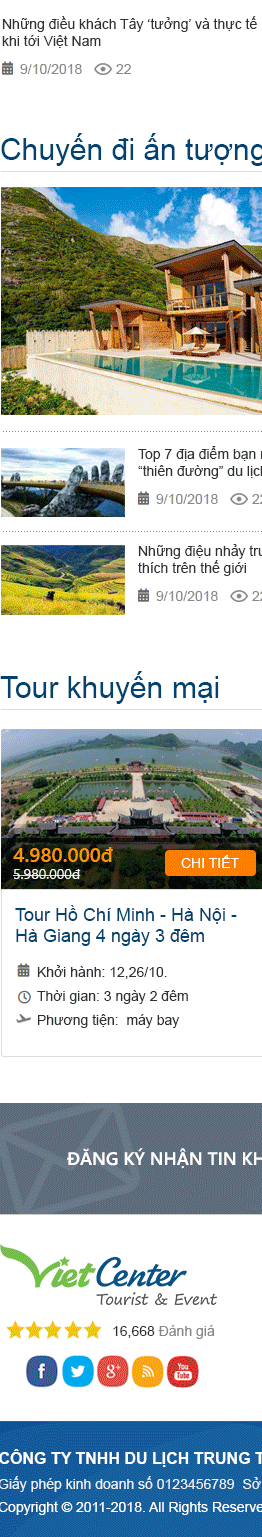 Những điều khách Tây ‘tưởng’ và thực tế
khi tới Việt Nam
9/10/2018 22
Chuyến đi ấn tượng
Top 7 địa điểm bạn
“thiên đường” du lịch
9/10/2018 22
Những điệu nhảy
thích trên thế giới
9/10/2018 22
Tour khuyến mại
4.980.000đ
5.980.000đ
CHI TIẾT
Tour Hồ Chí Minh - Hà Nội -
Hà Giang 4 ngày 3 đêm
Khởi hành: 12,26/10.
Thời gian: 3 ngày 2 đêm
Phương tiện: máy bay
ĐĂNG KÝ NHẬN TIN
VietCenter
Tourist & Event
16,668 Đánh giá
f
g+
You
Tube
CÔNG TY TNHH DU LỊCH TRUNG
Giấy phép kinh doanh số 0123456789 Sở
Copyright © 2011-2018. All Rights Reserve